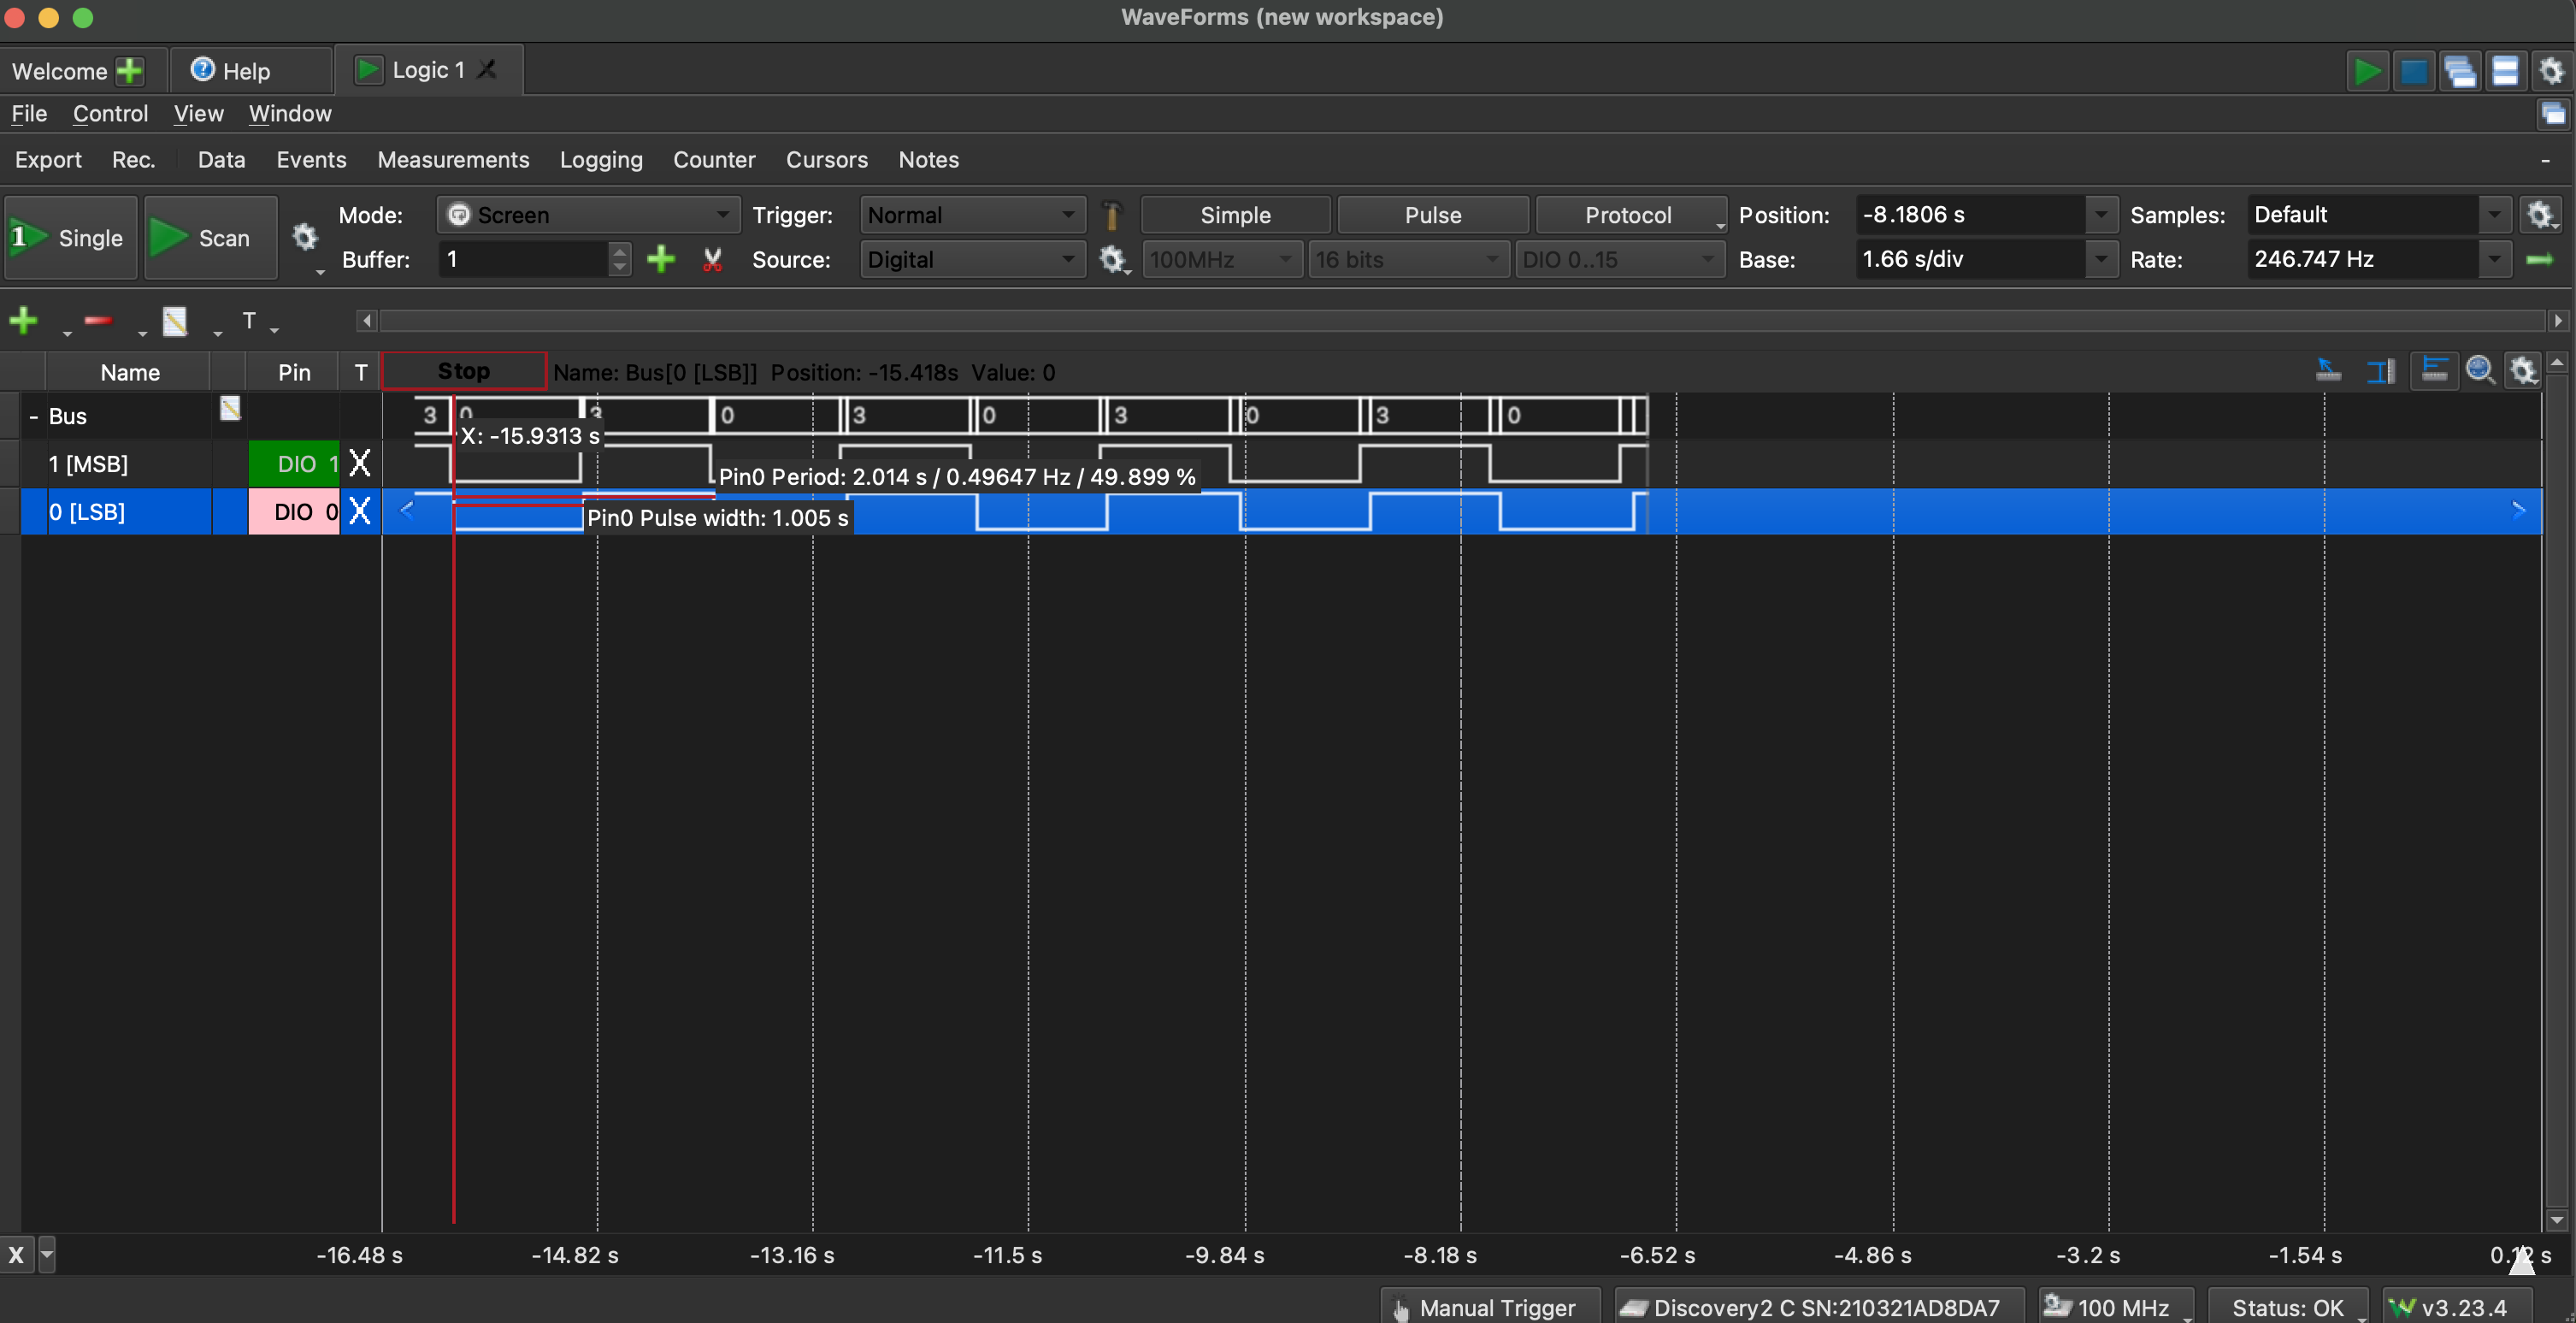 WaveForms (new workspace)
Welcome Help Logic 1
File Control View Window
Export Rec. Data Events Measurements Logging Counter Cursors Notes -
1 Single Scan Mode: Screen Trigger: Normal Simple Pulse Protocol Position: -8.1806 s Samples: Default
Buffer: 1 Source: Digital 100MHz 16 bits DIO 0..15 Base: 1.66 s/div Rate: 246.747 Hz
T
Name Pin T Stop Name: Bus[0 [LSB]] Position: -15.418s Value: 0
- Bus 3 0 3 0 3 0 3 0 3 0
X: -15.9313 s
1 [MSB] DIO 1 X
Pin0 Period: 2.014 s / 0.49647 Hz / 49.899 %
0 [LSB] DIO 0 X < Pin0 Pulse width: 1.005 s >
X -16.48 s -14.82 s -13.16 s -11.5 s -9.84 s -8.18 s -6.52 s -4.86 s -3.2 s -1.54 s 0.12 s
Manual Trigger Discovery2 C SN:210321AD8DA7 100 MHz Status: OK W v3.23.4